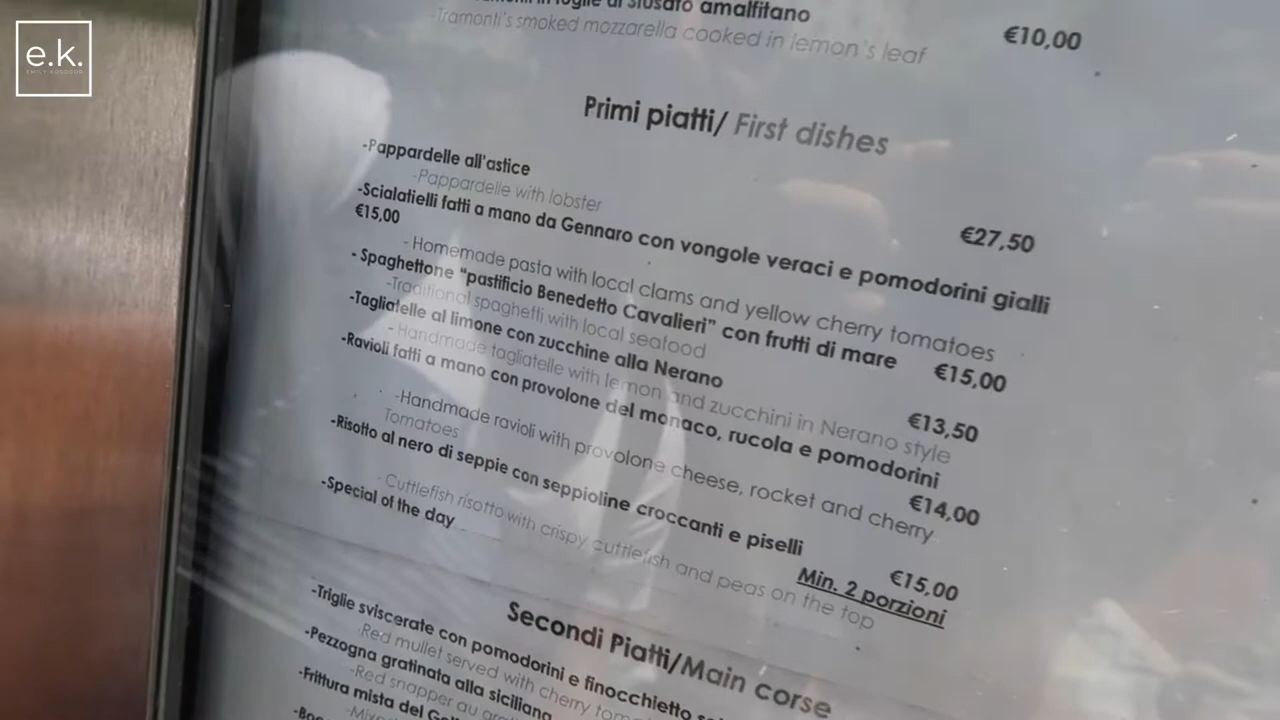 e.k.
EMILY KOSDOOR
di sfusato amalfitano
-Tramonti's smoked mozzarella cooked in lemon's leaf
€10,00
Primi piatti/ First dishes
-Pappardelle all'astice
-Pappardelle with lobster
€27,50
-Scialatielli fatti a mano da Gennaro con vongole veraci e pomodorini gialli
€15,00
- Homemade pasta with local clams and yellow cherry tomatoes
- Spaghettone "pastificio Benedetto Cavalieri" con frutti di mare €15,00
-Traditional spaghetti with local seafood
-Tagliatelle al limone con zucchine alla Nerano
€13,50
- Handmade tagliatelle with lemon and zucchini in Nerano style
-Ravioli fatti a mano con provolone del monaco, rucola e pomodorini
€14,00
-Handmade ravioli with provolone cheese, rocket and cherry
Tomatoes
-Risotto al nero di seppie con seppioline croccanti e piselli
€15,00
- Cuttlefish risotto with crispy cuttlefish and peas on the top
Min. 2 porzioni
-Special of the day
Secondi Piatti/Main corse
-Triglie sviscerate con pomodorini e finocchietto
-Red mullet served with cherry
-Pezzogna gratinata alla siciliana
-Red snapper au
-Frittura mista del